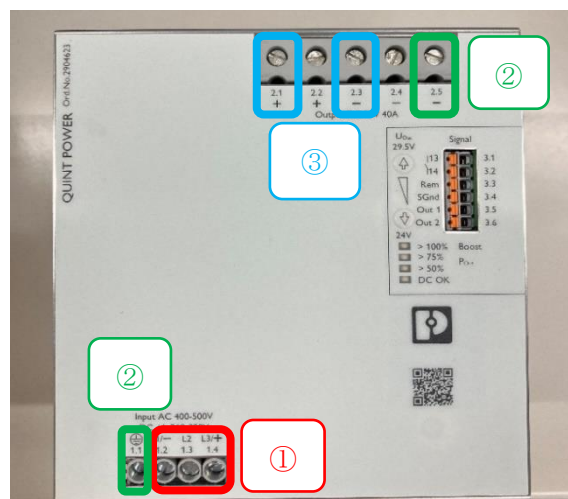 QUINT POWER Ord.No.2904623
2.1 2.2 2.3 2.4 2.5
+ + − − −
Output 40A
②
③
29.5V
Signal
13 3.1
14 3.2
Rem 3.3
SGnd 3.4
Out 1 3.5
Out 2 3.6
24V
> 100% Boost
> 75%
> 50%
DC OK
②
Input AC 400-500V
L2 L3/+
1.1 1.2 1.3 1.4
①